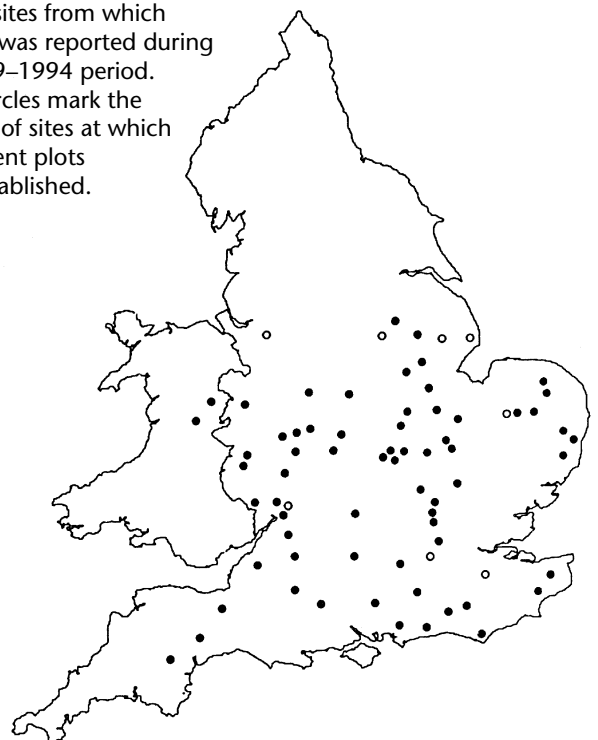 sites from which
was reported during
9–1994 period.
rcles mark the
of sites at which
ent plots
ablished.